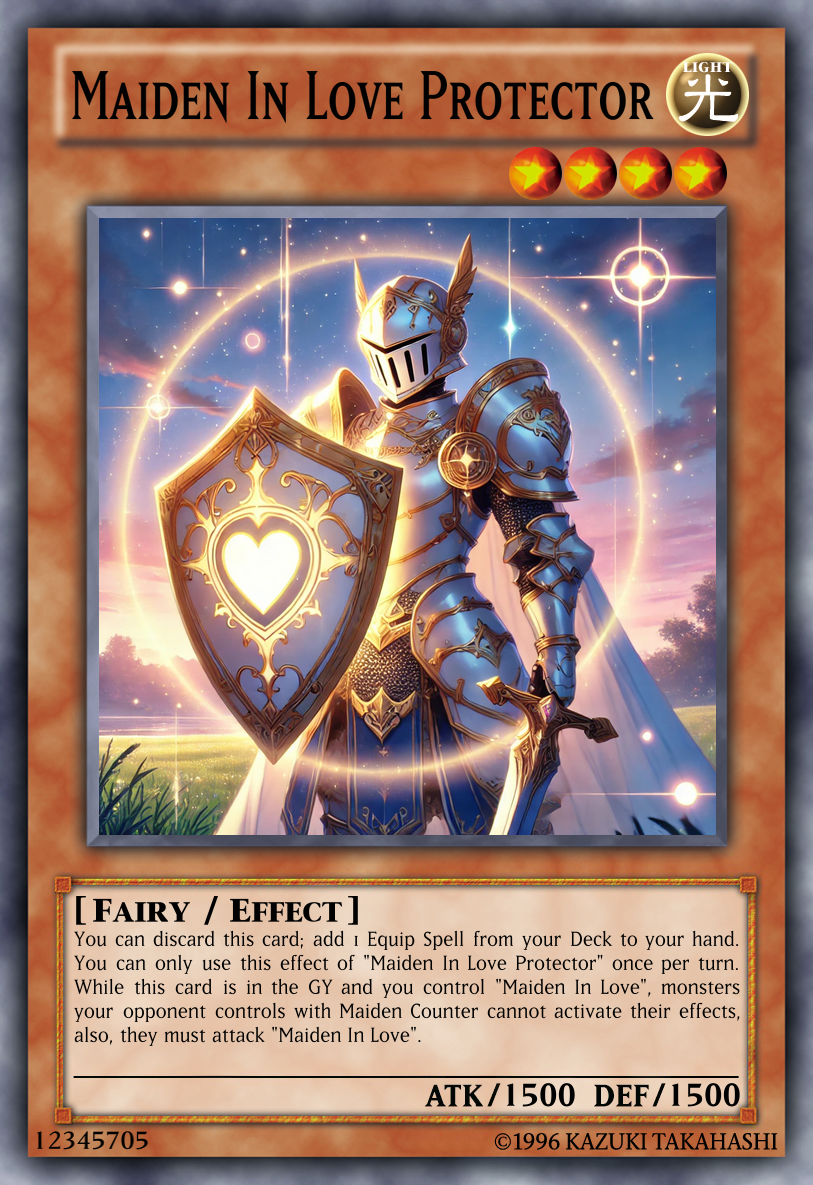 Maiden In Love Protector
LIGHT
光
[ Fairy / Effect ]
You can discard this card; add 1 Equip Spell from your Deck to your hand.
You can only use this effect of "Maiden In Love Protector" once per turn.
While this card is in the GY and you control "Maiden In Love", monsters
your opponent controls with Maiden Counter cannot activate their effects,
also, they must attack "Maiden In Love".
ATK/1500 DEF/1500
12345705 ©1996 KAZUKI TAKAHASHI